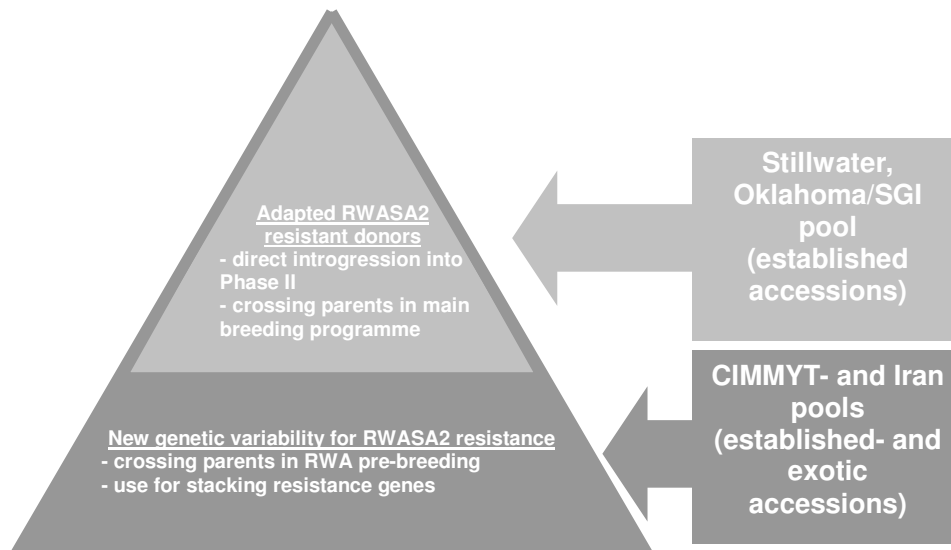 Adapted RWASA2
resistant donors
- direct introgression into
Phase II
- crossing parents in main
breeding programme
Stillwater,
Oklahoma/SGI
pool
(established
accessions)
New genetic variability for RWASA2 resistance
- crossing parents in RWA pre-breeding
- use for stacking resistance genes
CIMMYT- and Iran
pools
(established- and
exotic
accessions)